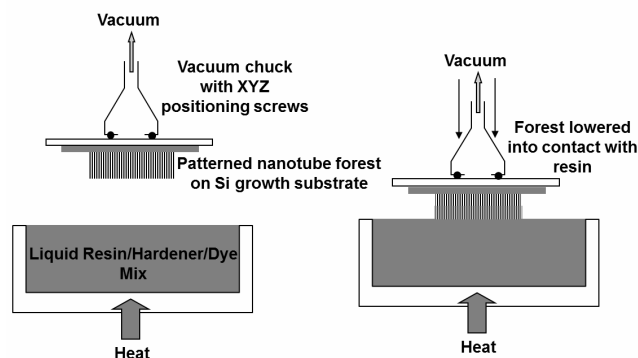 Vacuum
Vacuum chuck
with XYZ
positioning screws
Patterned nanotube forest
on Si growth substrate
Liquid Resin/Hardener/Dye
Mix
Heat
Vacuum
Forest lowered
into contact with
resin
Heat